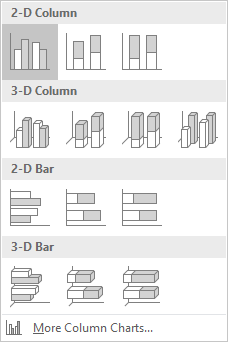 2-D Column
3-D Column
2-D Bar
3-D Bar
More Column Charts...